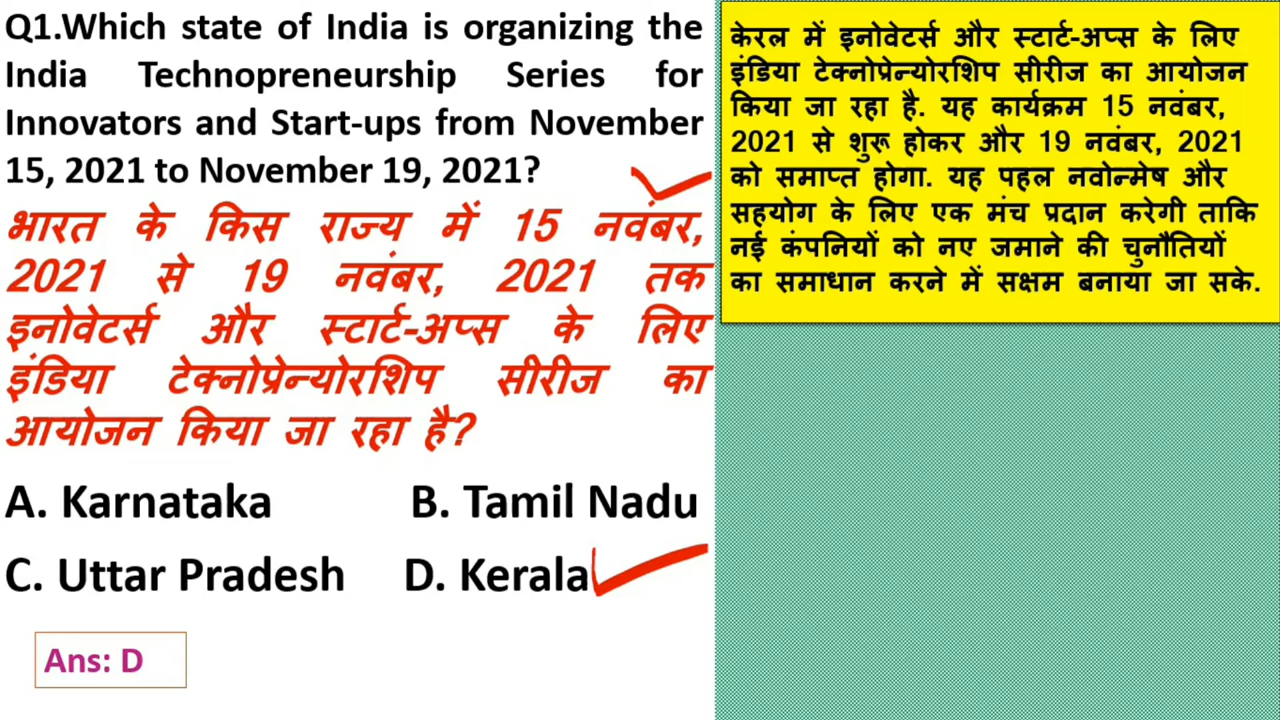 Q1.Which state of India is organizing the
India Technopreneurship Series for
Innovators and Start-ups from November
15, 2021 to November 19, 2021?
भारत के किस राज्य में 15 नवंबर,
2021 से 19 नवंबर, 2021 तक
इनोवेटर्स और स्टार्ट-अप्स के लिए
इंडिया टेक्नोप्रेन्योरशिप सीरीज का
आयोजन किया जा रहा है?
A. Karnataka B. Tamil Nadu
C. Uttar Pradesh D. Kerala
Ans: D
केरल में इनोवेटर्स और स्टार्ट-अप्स के लिए
इंडिया टेक्नोप्रेन्योरशिप सीरीज का आयोजन
किया जा रहा है. यह कार्यक्रम 15 नवंबर,
2021 से शुरू होकर और 19 नवंबर, 2021
को समाप्त होगा. यह पहल नवोन्मेष और
सहयोग के लिए एक मंच प्रदान करेगी ताकि
नई कंपनियों को नए जमाने की चुनौतियों
का समाधान करने में सक्षम बनाया जा सके.